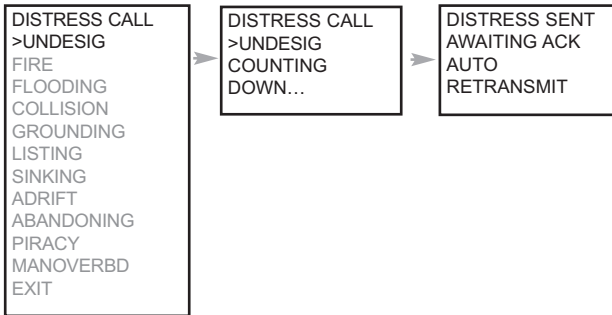 DISTRESS CALL
>UNDESIG
FIRE
FLOODING
COLLISION
GROUNDING
LISTING
SINKING
ADRIFT
ABANDONING
PIRACY
MANOVERBD
EXIT
DISTRESS CALL
>UNDESIG
COUNTING
DOWN…
DISTRESS SENT
AWAITING ACK
AUTO
RETRANSMIT